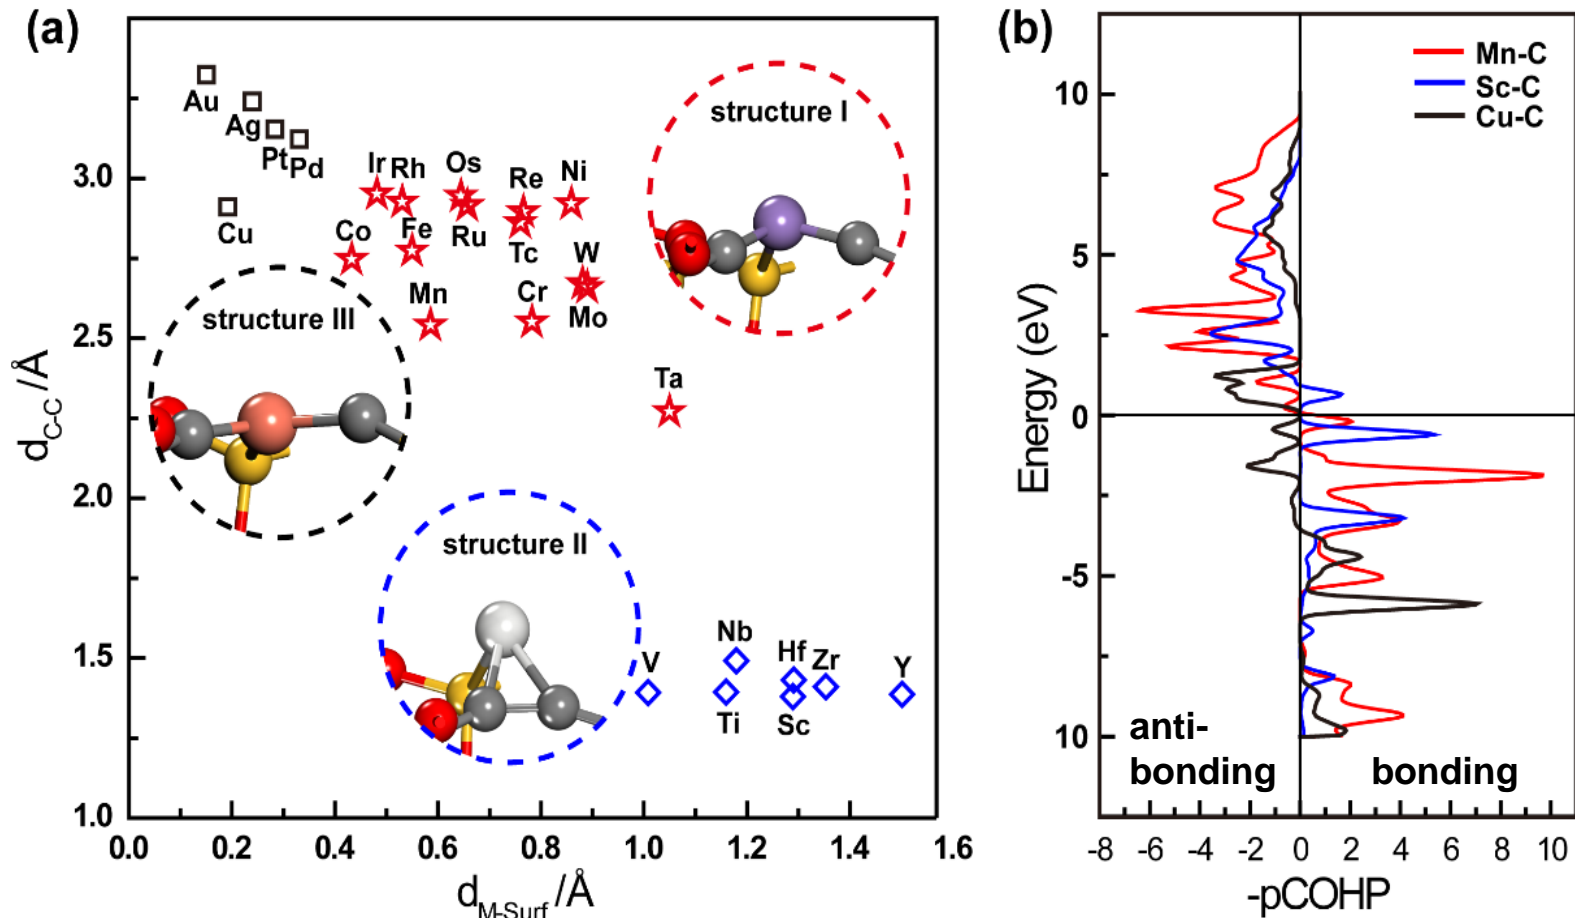 (a)
Au
Ag
Pt
Pd
Cu
Ir
Rh
Os
Re
Ni
Co
Fe
Ru
Tc
W
Mn
Cr
Mo
Ta
structure I
structure III
structure II
V
Nb
Ti
Hf
Sc
Zr
Y
3.0
2.5
2.0
1.5
1.0
d_C-C /Å
0.0 0.2 0.4 0.6 0.8 1.0 1.2 1.4 1.6
d_M-Surf /Å
(b)
Mn-C
Sc-C
Cu-C
10
5
0
-5
10
Energy (eV)
anti-
bonding
bonding
-8 -6 -4 -2 0 2 4 6 8 10
-pCOHP